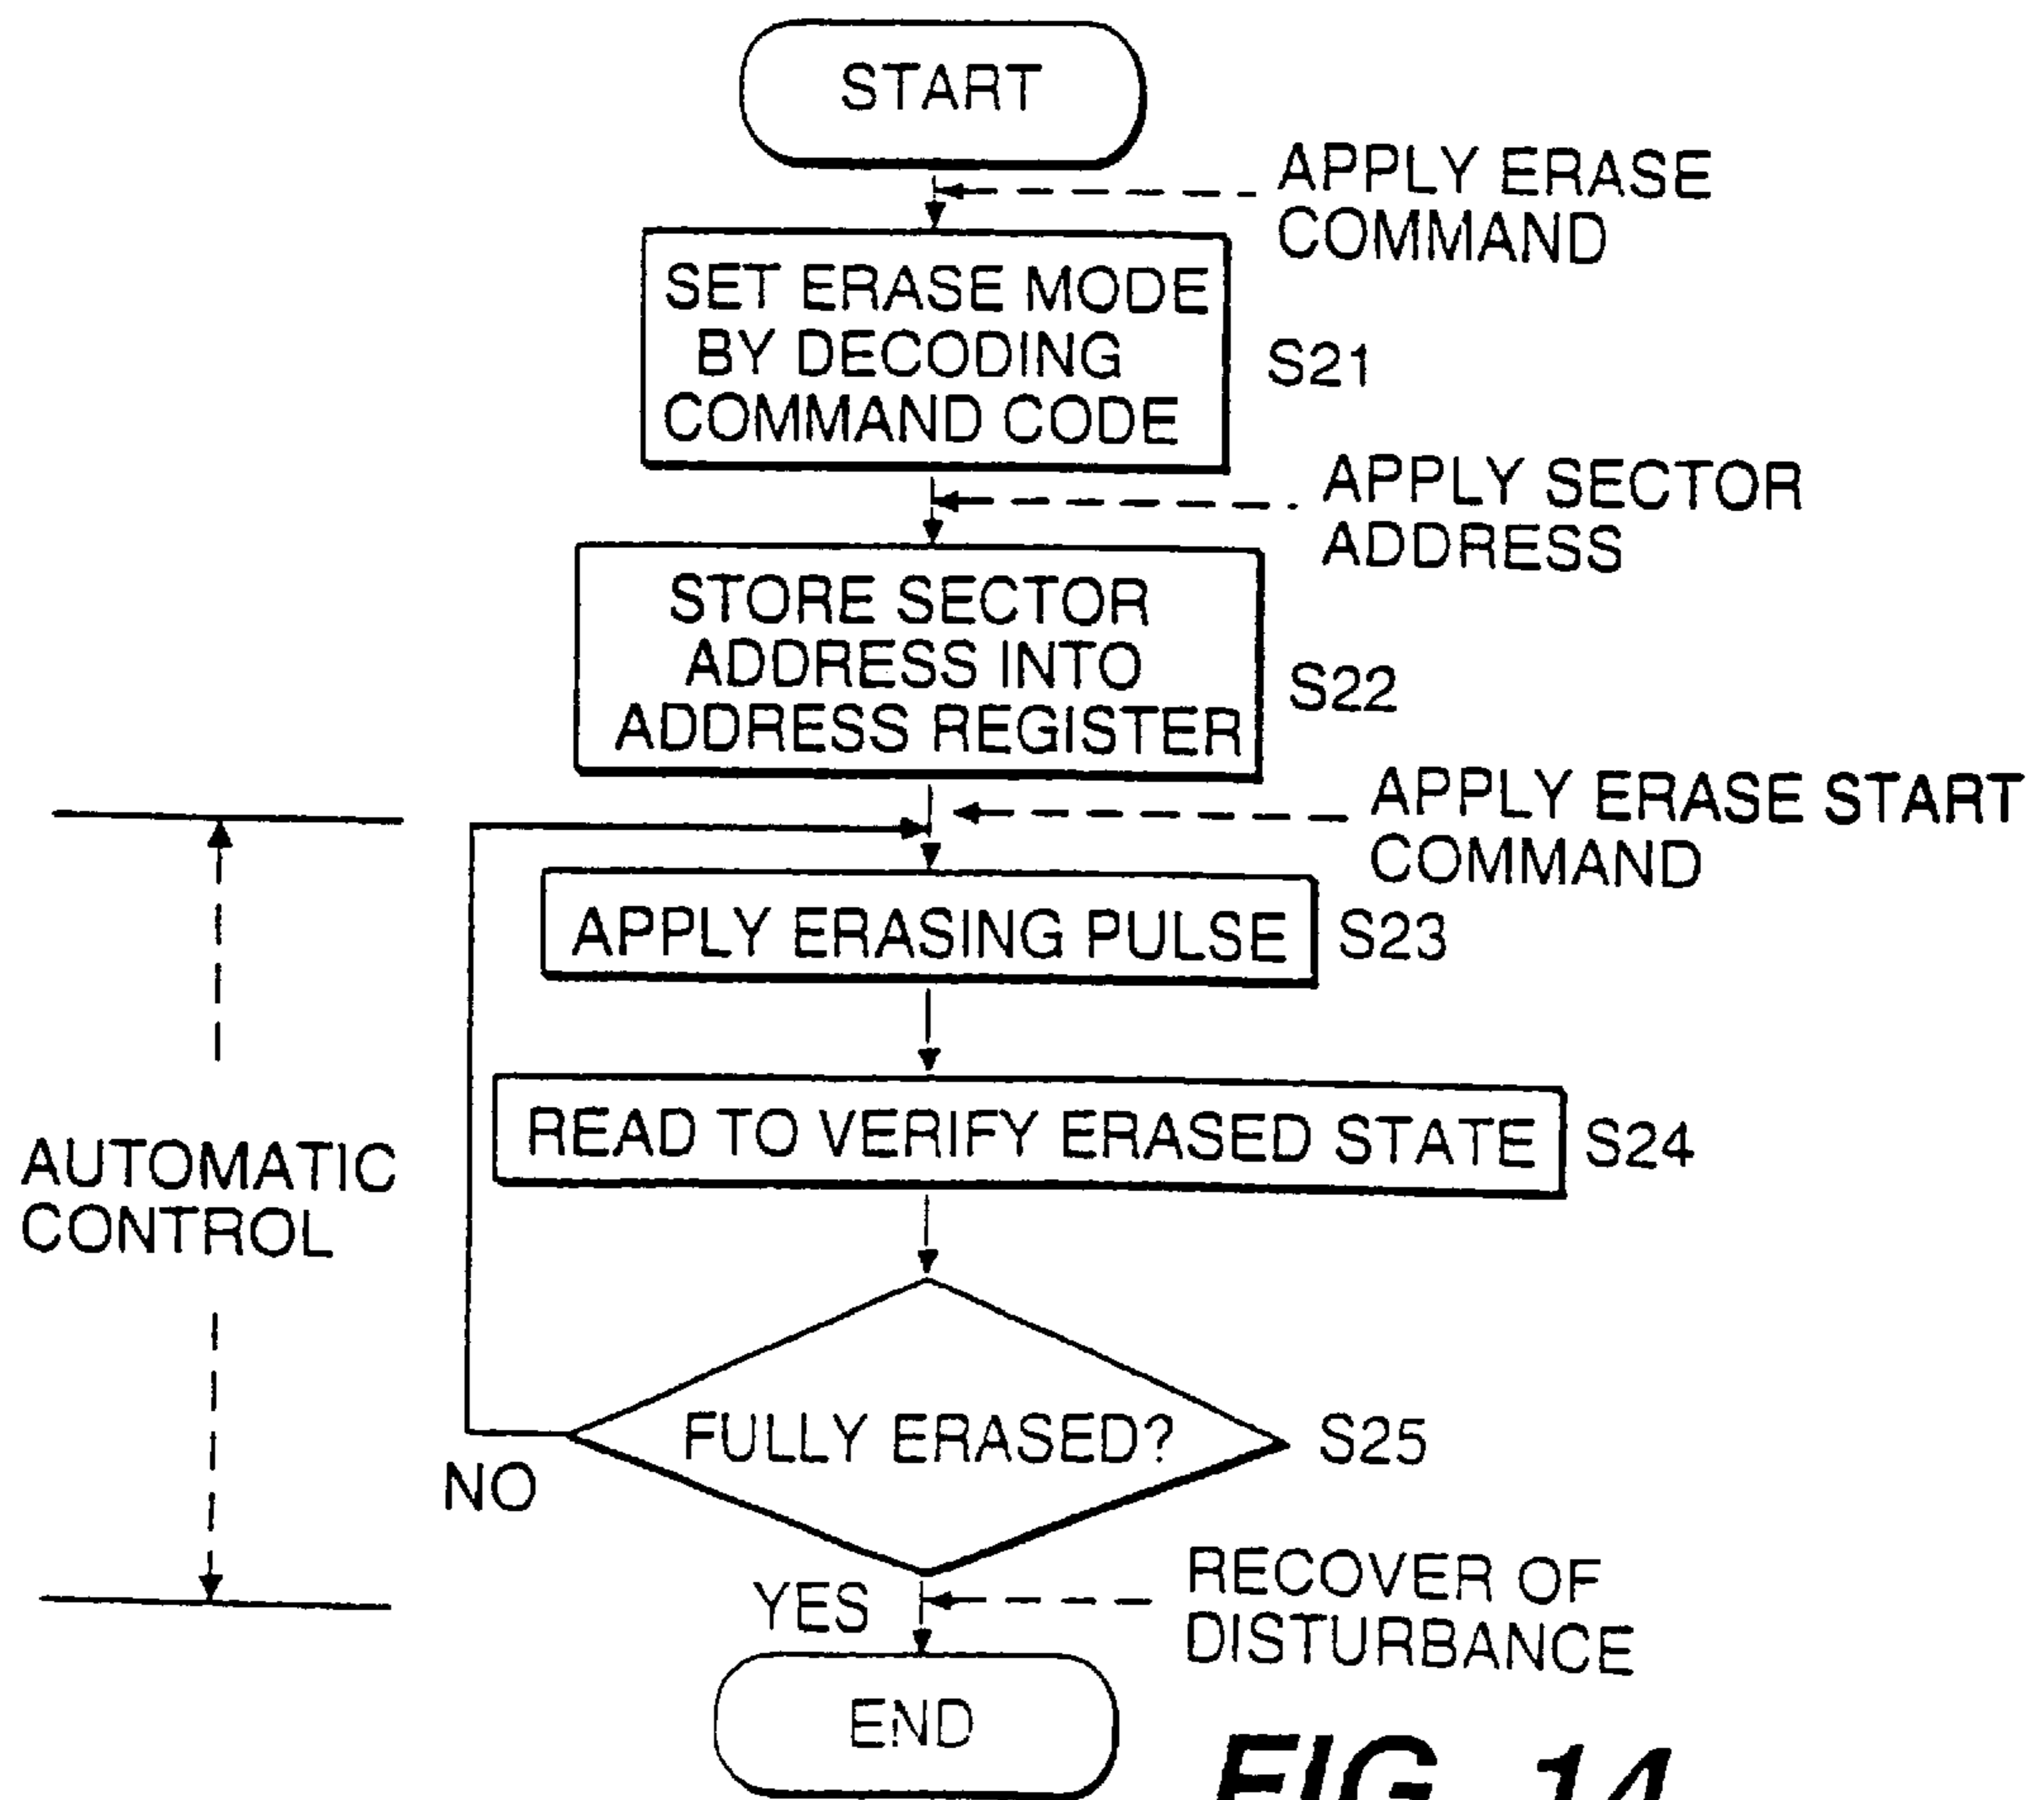 START
APPLY ERASE
COMMAND
SET ERASE MODE
BY DECODING
COMMAND CODE
S21
APPLY SECTOR
ADDRESS
STORE SECTOR
ADDRESS INTO
ADDRESS REGISTER
S22
APPLY ERASE START
COMMAND
APPLY ERASING PULSE
S23
READ TO VERIFY ERASED STATE
S24
AUTOMATIC
CONTROL
FULLY ERASED?
S25
NO
YES
RECOVER OF
DISTURBANCE
END
FIG. 14